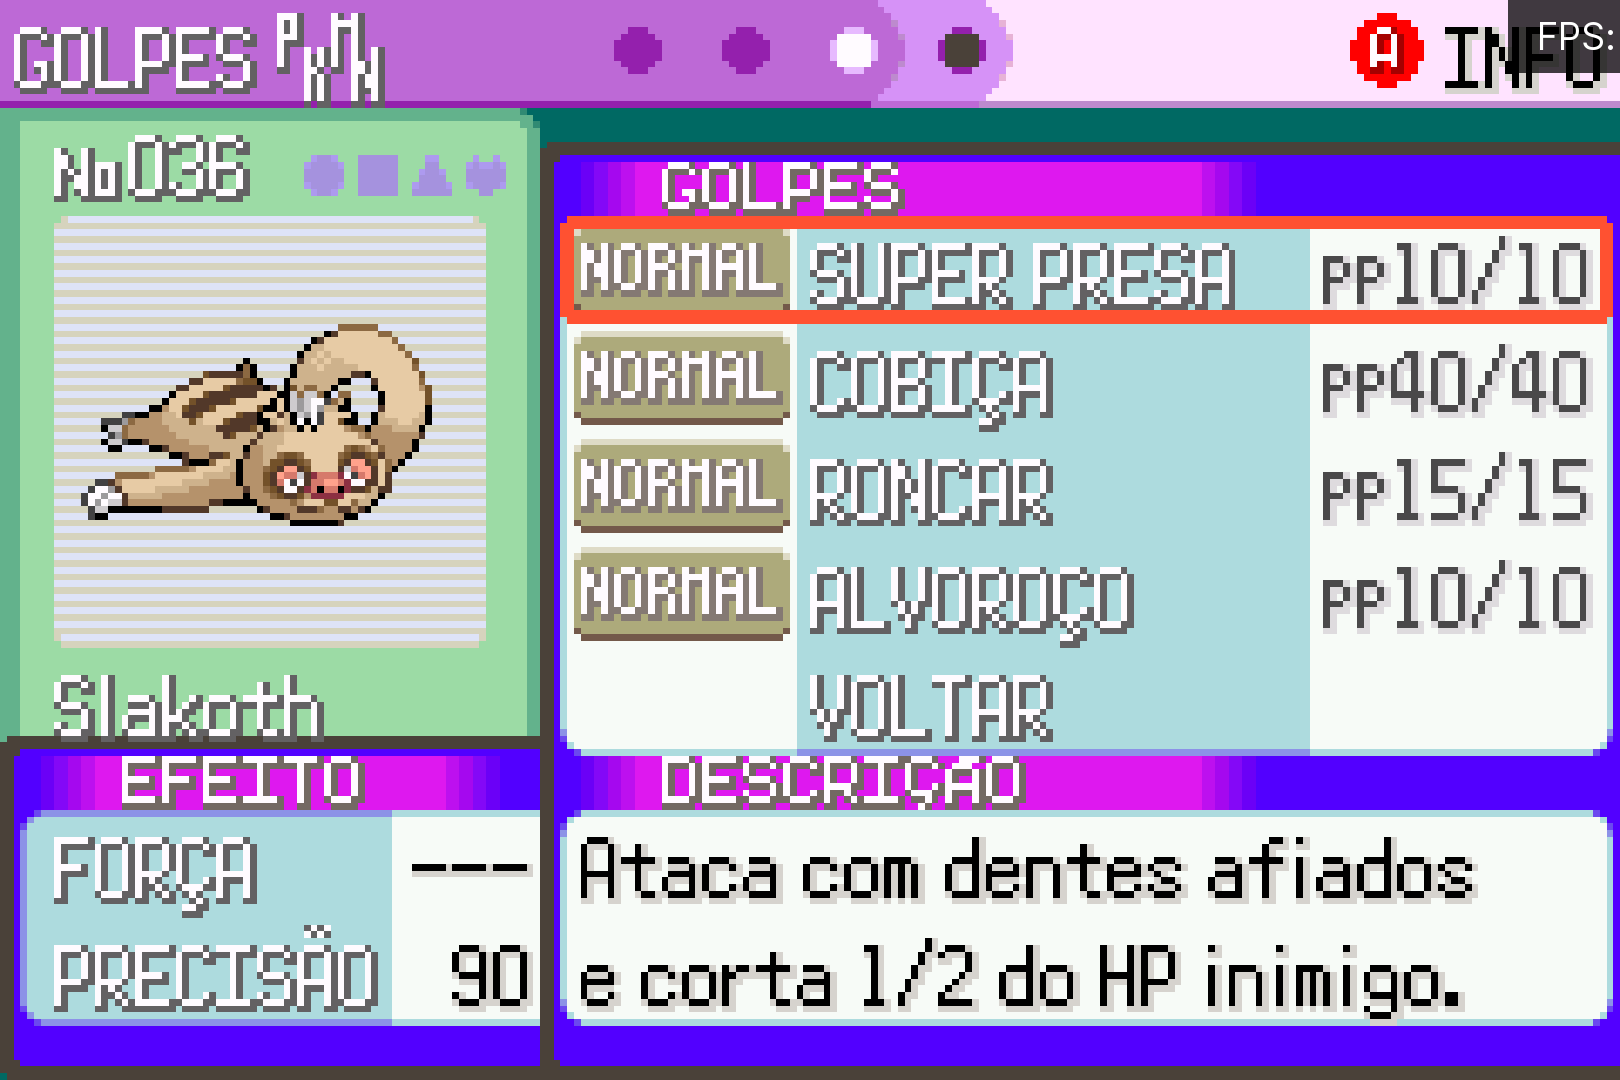 GOLPES PKMN
A INFO
FPS:
No036
Slakoth
GOLPES
NORMAL SUPER PRESA PP10/10
NORMAL COBIÇA PP40/40
NORMAL RONCAR PP15/15
NORMAL ALVOROÇO PP10/10
VOLTAR
EFEITO
FORÇA ---
PRECISÃO 90
DESCRIÇÃO
Ataca com dentes afiados
e corta 1/2 do HP inimigo.